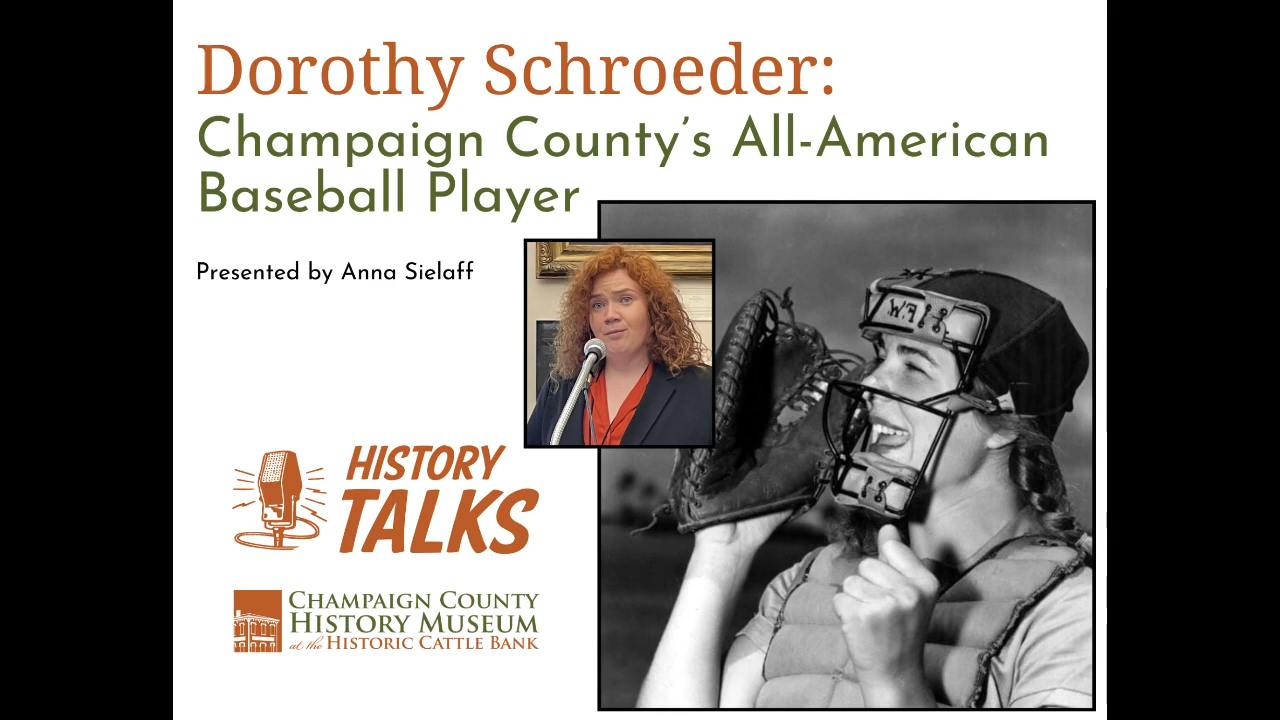 Dorothy Schroeder:
Champaign County’s All-American
Baseball Player
Presented by Anna Sielaff
HISTORY
TALKS
CHAMPAIGN COUNTY
HISTORY MUSEUM
at the HISTORIC CATTLE BANK